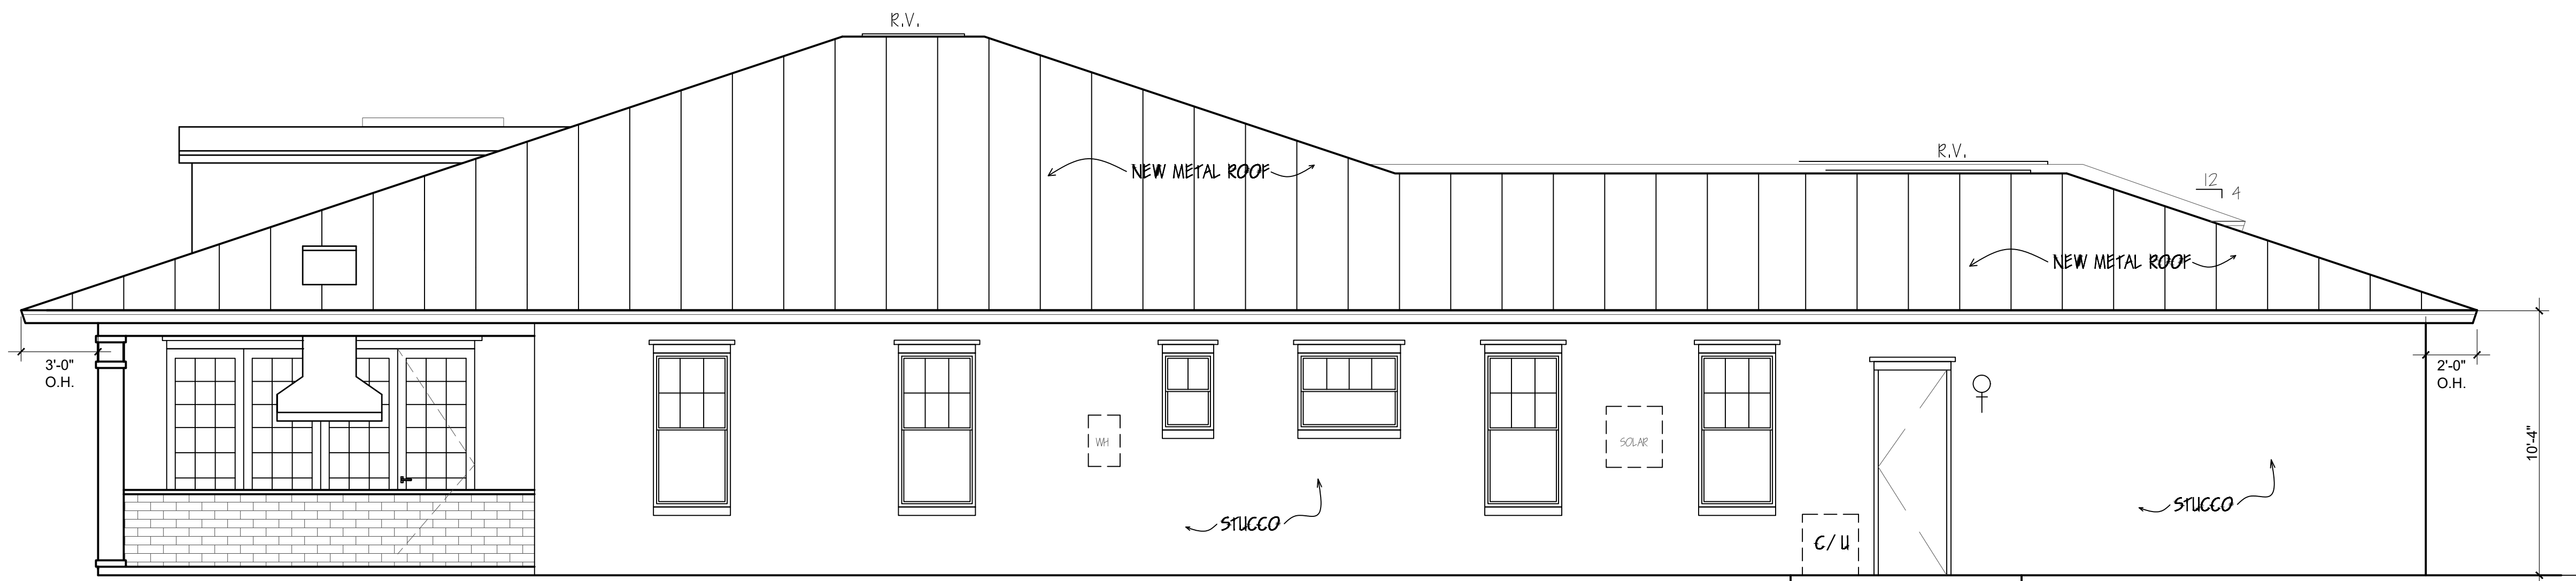 R.V.
R.V.
NEW METAL ROOF
12
4
NEW METAL ROOF
3'-0"
O.H.
2'-0"
O.H.
WH
SOLAR
10'-4"
STUCCO
STUCCO
C/U